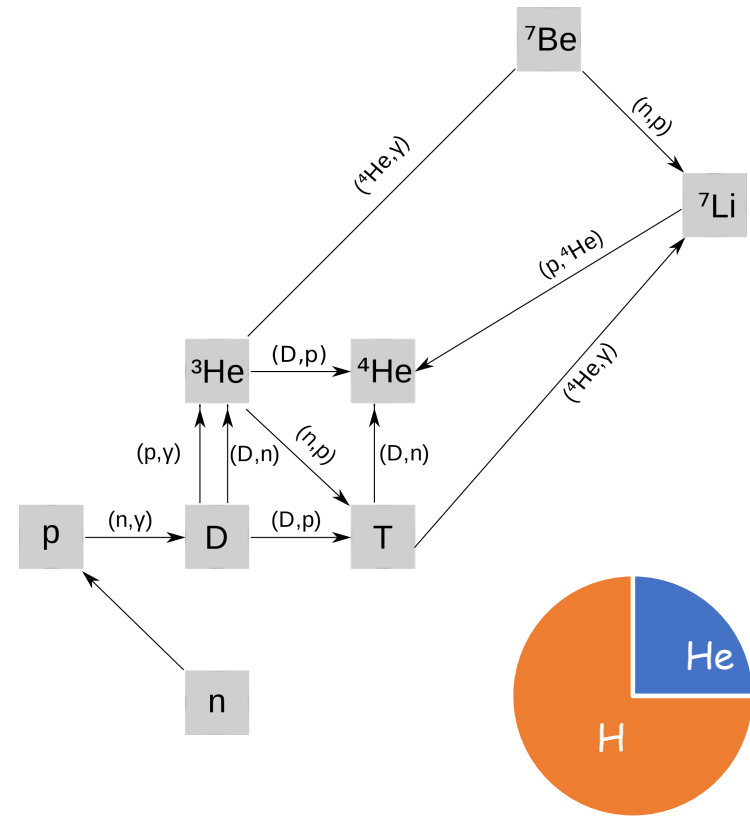 ⁷Be
(n,p)
(⁴He,γ)
⁷Li
(p,⁴He)
³He
(D,p)
⁴He
(⁴He,γ)
(n,p)
(p,γ)
(D,n)
(D,n)
p
(n,γ)
D
(D,p)
T
n
He
H